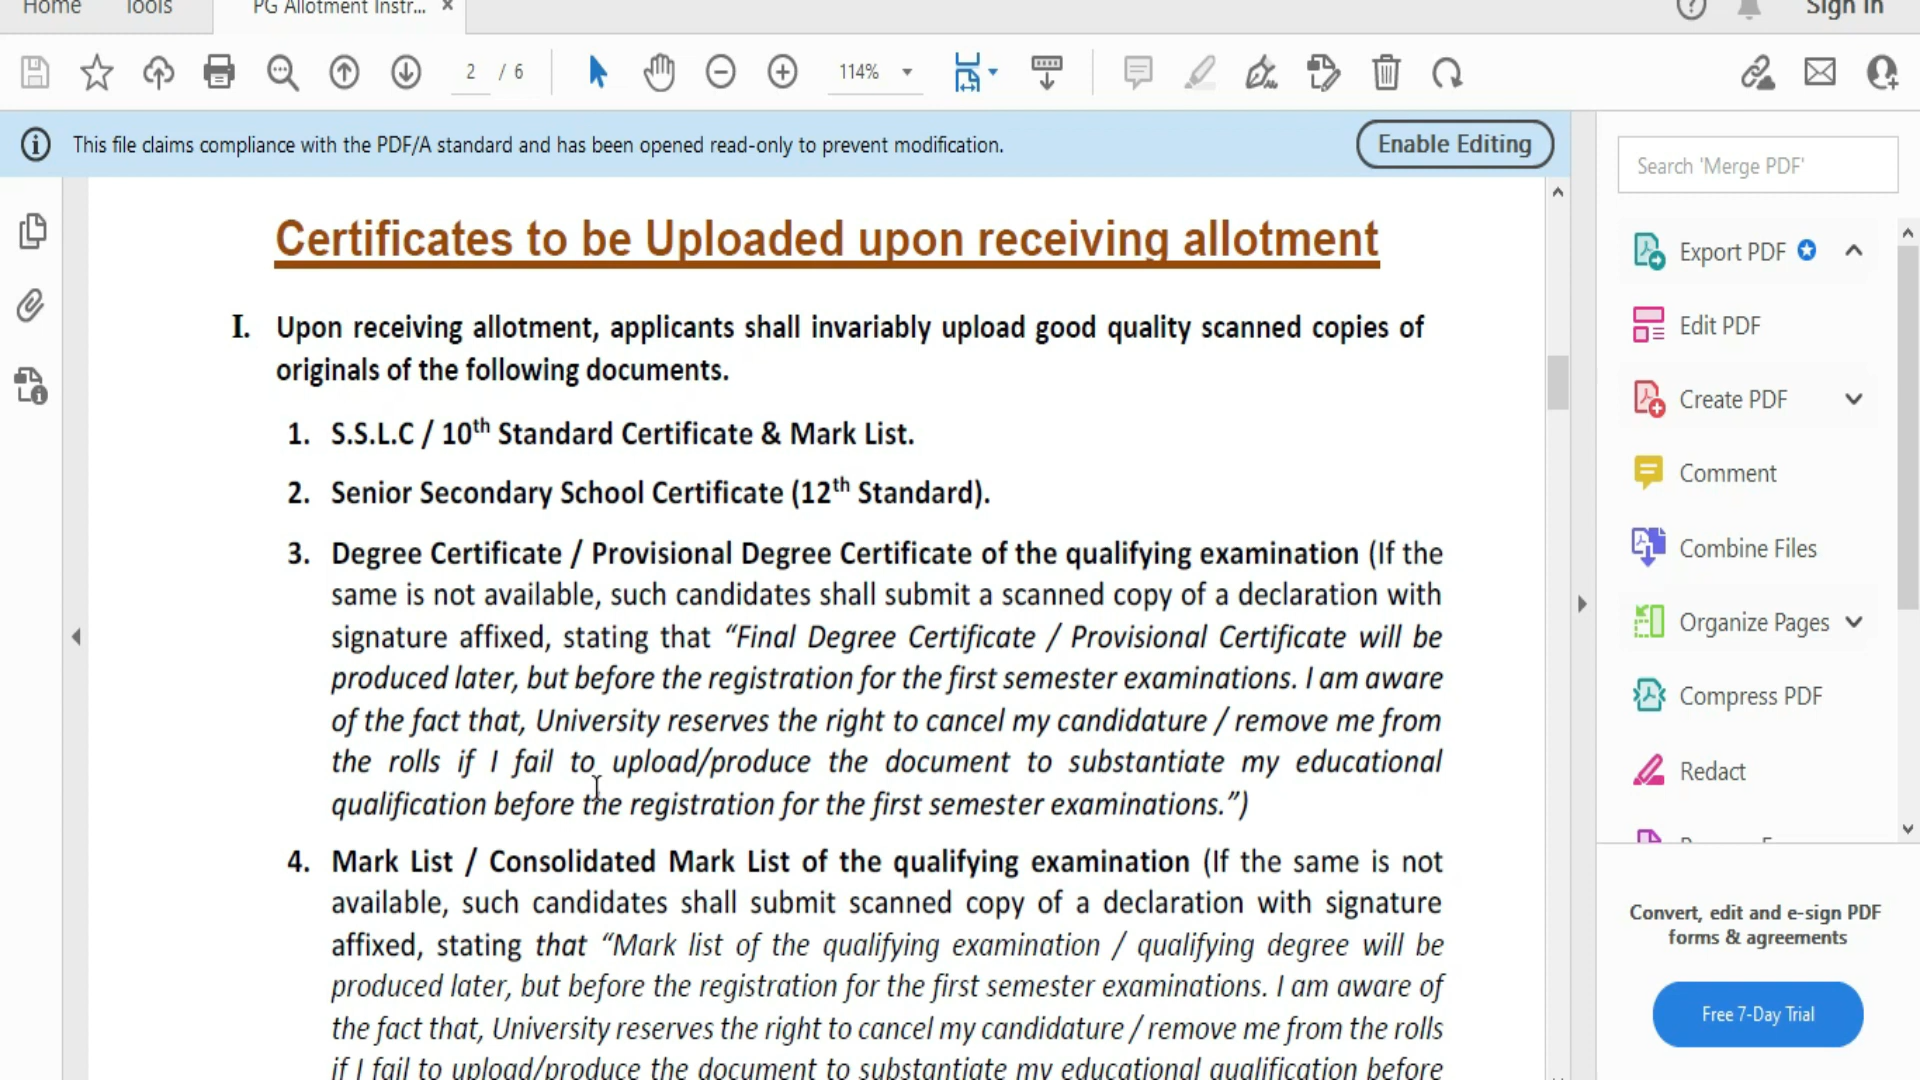 Home Tools PG Allotment Instr... × Sign In
2 / 6 114%
This file claims compliance with the PDF/A standard and has been opened read-only to prevent modification. Enable Editing
Search 'Merge PDF'
Certificates to be Uploaded upon receiving allotment
I. Upon receiving allotment, applicants shall invariably upload good quality scanned copies of
originals of the following documents.
1. S.S.L.C / 10th Standard Certificate & Mark List.
2. Senior Secondary School Certificate (12th Standard).
3. Degree Certificate / Provisional Degree Certificate of the qualifying examination (If the
same is not available, such candidates shall submit a scanned copy of a declaration with
signature affixed, stating that “Final Degree Certificate / Provisional Certificate will be
produced later, but before the registration for the first semester examinations. I am aware
of the fact that, University reserves the right to cancel my candidature / remove me from
the rolls if I fail to upload/produce the document to substantiate my educational
qualification before the registration for the first semester examinations.”)
4. Mark List / Consolidated Mark List of the qualifying examination (If the same is not
available, such candidates shall submit scanned copy of a declaration with signature
affixed, stating that “Mark list of the qualifying examination / qualifying degree will be
produced later, but before the registration for the first semester examinations. I am aware of
the fact that, University reserves the right to cancel my candidature / remove me from the rolls
if I fail to upload/produce the document to substantiate my educational qualification before
Export PDF
Edit PDF
Create PDF
Comment
Combine Files
Organize Pages
Compress PDF
Redact
Convert, edit and e-sign PDF
forms & agreements
Free 7-Day Trial